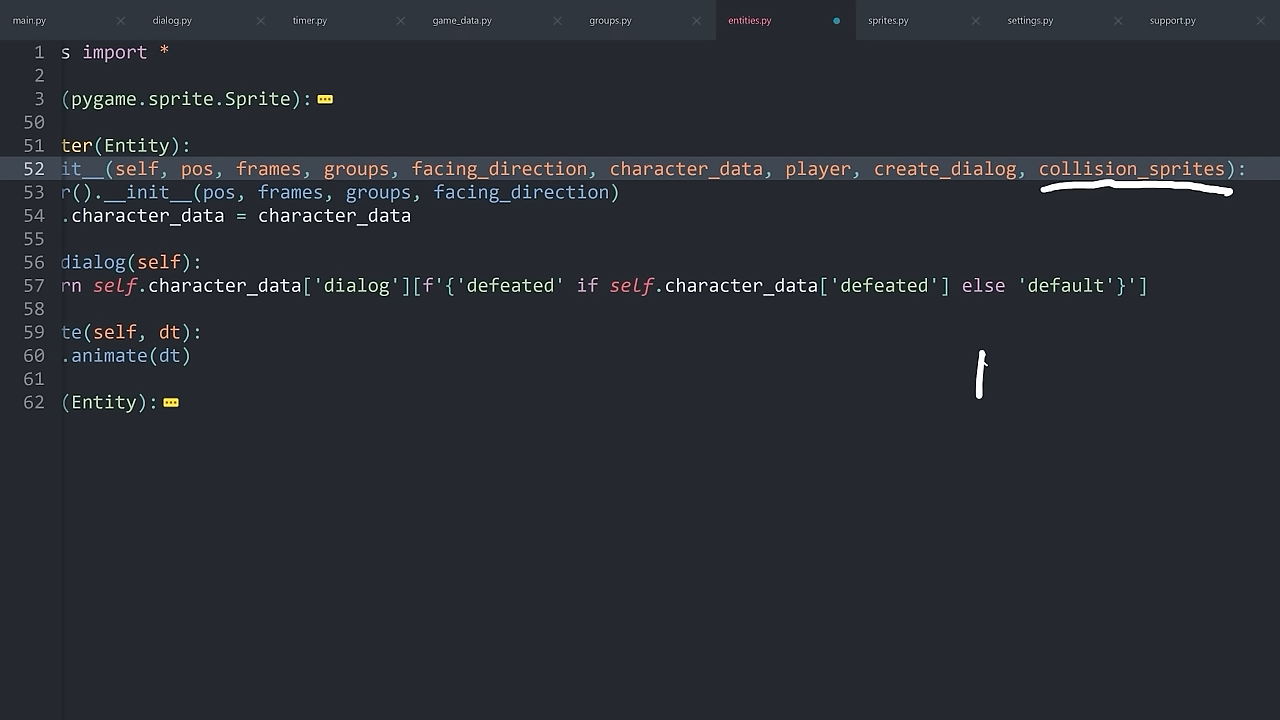 main.py dialog.py timer.py game_data.py groups.py entities.py sprites.py settings.py support.py
1 s import *
2
3 (pygame.sprite.Sprite):
50
51 ter(Entity):
52 it__(self, pos, frames, groups, facing_direction, character_data, player, create_dialog, collision_sprites):
53 r().__init__(pos, frames, groups, facing_direction)
54 .character_data = character_data
55
56 dialog(self):
57 rn self.character_data['dialog'][f'{'defeated' if self.character_data['defeated'] else 'default'}']
58
59 te(self, dt):
60 .animate(dt)
61
62 (Entity):